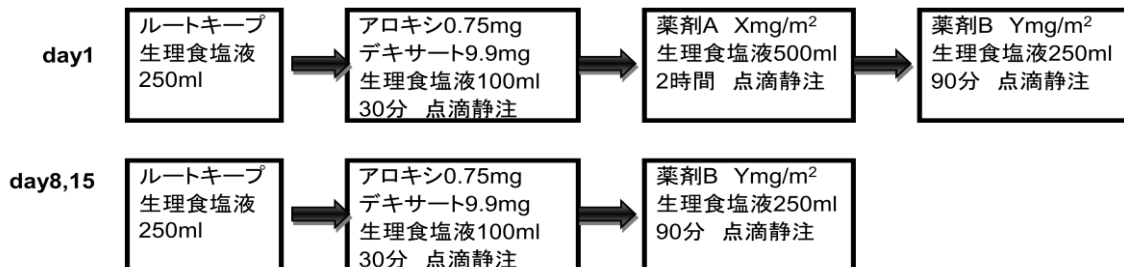 day1
ルートキープ
生理食塩液
250ml
アロキシ0.75mg
デキサート9.9mg
生理食塩液100ml
30分 点滴静注
薬剤A Xmg/m²
生理食塩液500ml
2時間 点滴静注
薬剤B Ymg/m²
生理食塩液250ml
90分 点滴静注
day8,15
ルートキープ
生理食塩液
250ml
アロキシ0.75mg
デキサート9.9mg
生理食塩液100ml
30分 点滴静注
薬剤B Ymg/m²
生理食塩液250ml
90分 点滴静注